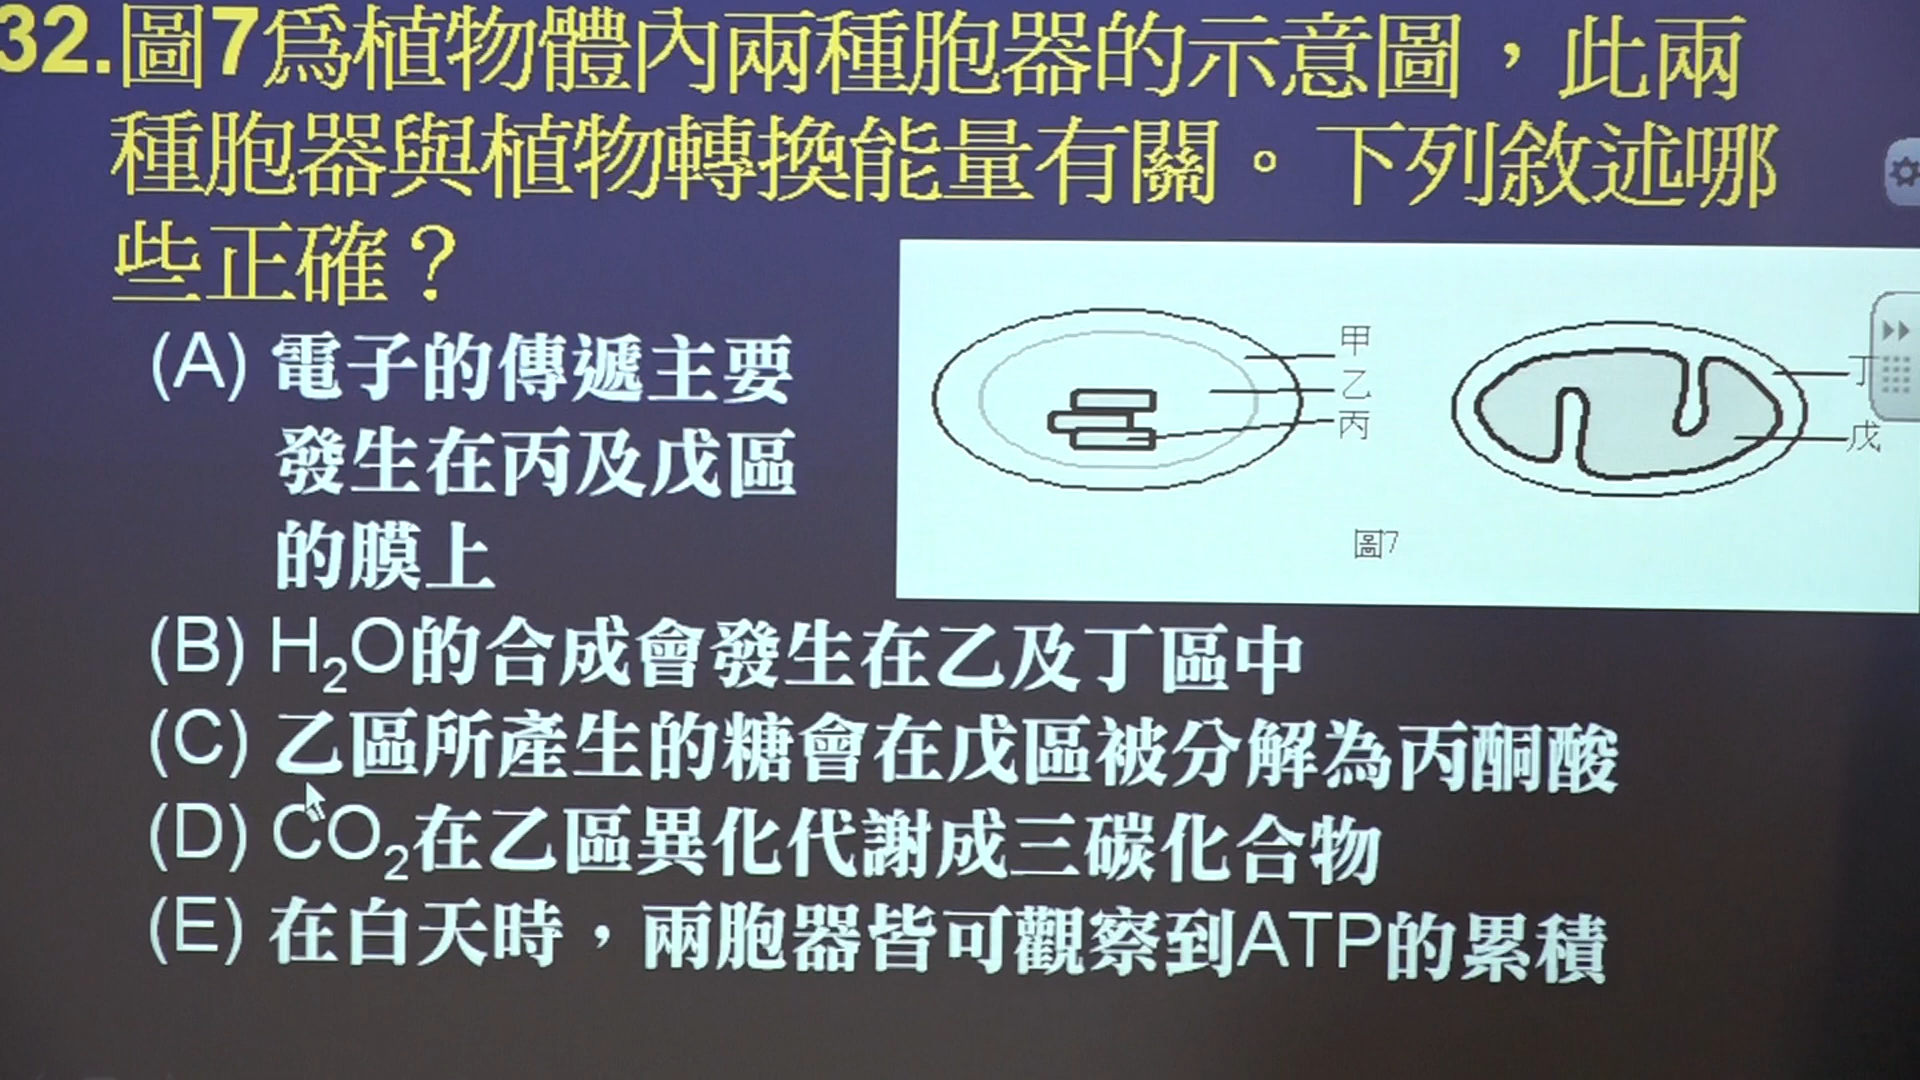 32.圖7爲植物體內兩種胞器的示意圖，此兩
種胞器與植物轉換能量有關。下列敘述哪
些正確？
甲
乙
丙
丁
戊
圖7
(A) 電子的傳遞主要
發生在丙及戊區
的膜上
(B) H₂O的合成會發生在乙及丁區中
(C) 乙區所產生的糖會在戊區被分解為丙酮酸
(D) CO₂在乙區異化代謝成三碳化合物
(E) 在白天時，兩胞器皆可觀察到ATP的累積